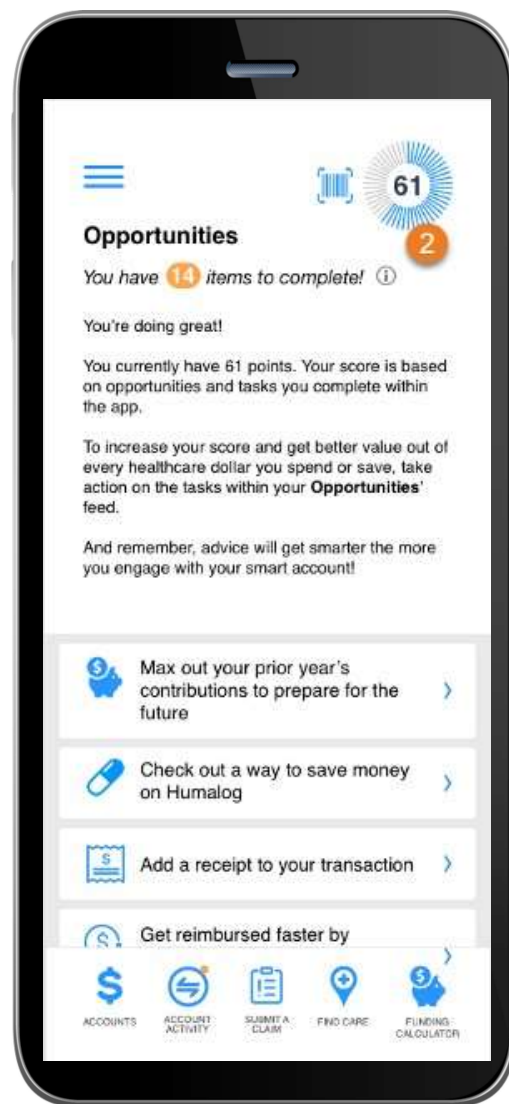 61
2
Opportunities
You have 14 items to complete! i
You're doing great!
You currently have 61 points. Your score is based
on opportunities and tasks you complete within
the app.
To increase your score and get better value out of
every healthcare dollar you spend or save, take
action on the tasks within your Opportunities'
feed.
And remember, advice will get smarter the more
you engage with your smart account!
$
Max out your prior year's
contributions to prepare for the
future
Check out a way to save money
on Humalog
$
Add a receipt to your transaction
$
Get reimbursed faster by
$
$
ACCOUNTS
ACCOUNT
ACTIVITY
SUBMIT A
CLAIM
FIND CARE
FUNDING
CALCULATOR